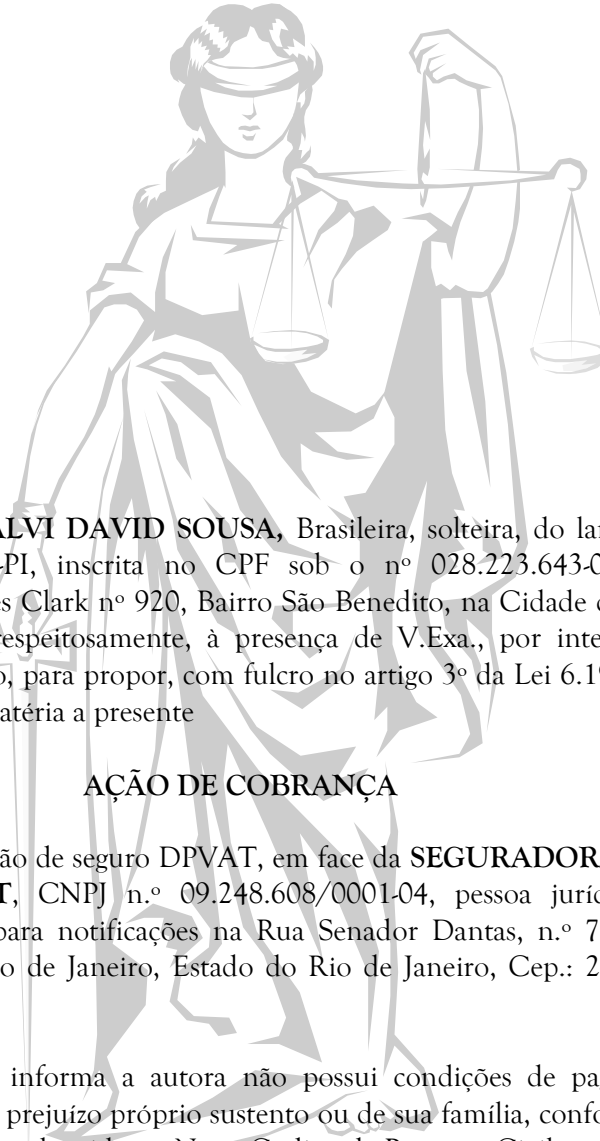 ALVI DAVID SOUSA, Brasileira, solteira, do lar
-PI, inscrita no CPF sob o nº 028.223.643-0
es Clark nº 920, Bairro São Benedito, na Cidade
respeitosamente, à presença de V.Exa., por inte
o, para propor, com fulcro no artigo 3º da Lei 6.19
atéria a presente
AÇÃO DE COBRANÇA
ão de seguro DPVAT, em face da SEGURADOR
T, CNPJ n.º 09.248.608/0001-04, pessoa juríd
para notificações na Rua Senador Dantas, n.º 7
o de Janeiro, Estado do Rio de Janeiro, Cep.: 2
informa a autora não possui condições de pa
prejuízo próprio sustento ou de sua família, confo